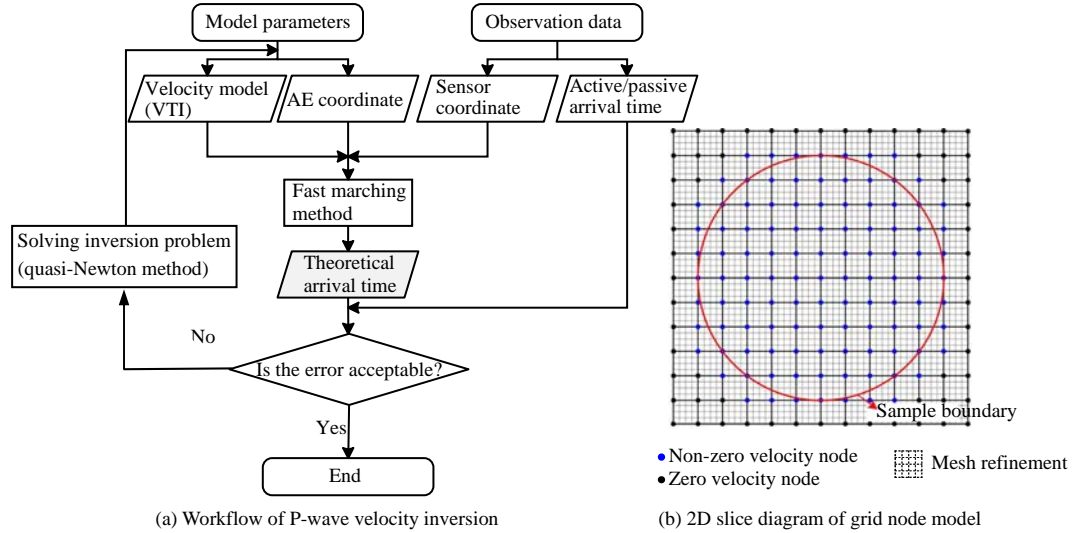 Model parameters
Observation data
Velocity model
(VTI)
AE coordinate
Sensor
coordinate
Active/passive
arrival time
Fast marching
method
Solving inversion problem
(quasi-Newton method)
Theoretical
arrival time
No
Is the error acceptable?
Yes
End
(a) Workflow of P-wave velocity inversion
Sample boundary
Non-zero velocity node
Zero velocity node
Mesh refinement
(b) 2D slice diagram of grid node model